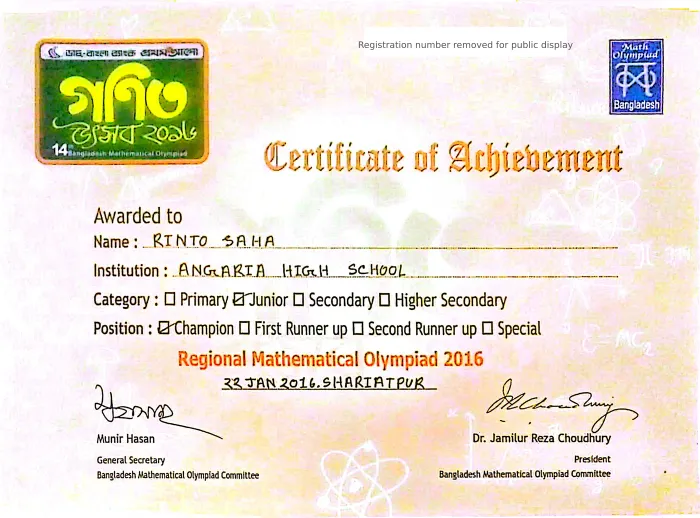 ডাচ্-বাংলা ব্যাংক প্রথম আলো
গণিত
উৎসব ২০১৬
14th Bangladesh Mathematical Olympiad
Registration number removed for public display
Math
Olympiad
Bangladesh
Certificate of Achievement
Awarded to
Name : RINTO SAHA
Institution : ANGARIA HIGH SCHOOL
Category : ☐ Primary ☑ Junior ☐ Secondary ☐ Higher Secondary
Position : ☑ Champion ☐ First Runner up ☐ Second Runner up ☐ Special
Regional Mathematical Olympiad 2016
22 JAN 2016. SHARIATPUR
Munir Hasan
General Secretary
Bangladesh Mathematical Olympiad Committee
Dr. Jamilur Reza Choudhury
President
Bangladesh Mathematical Olympiad Committee
E=MC2